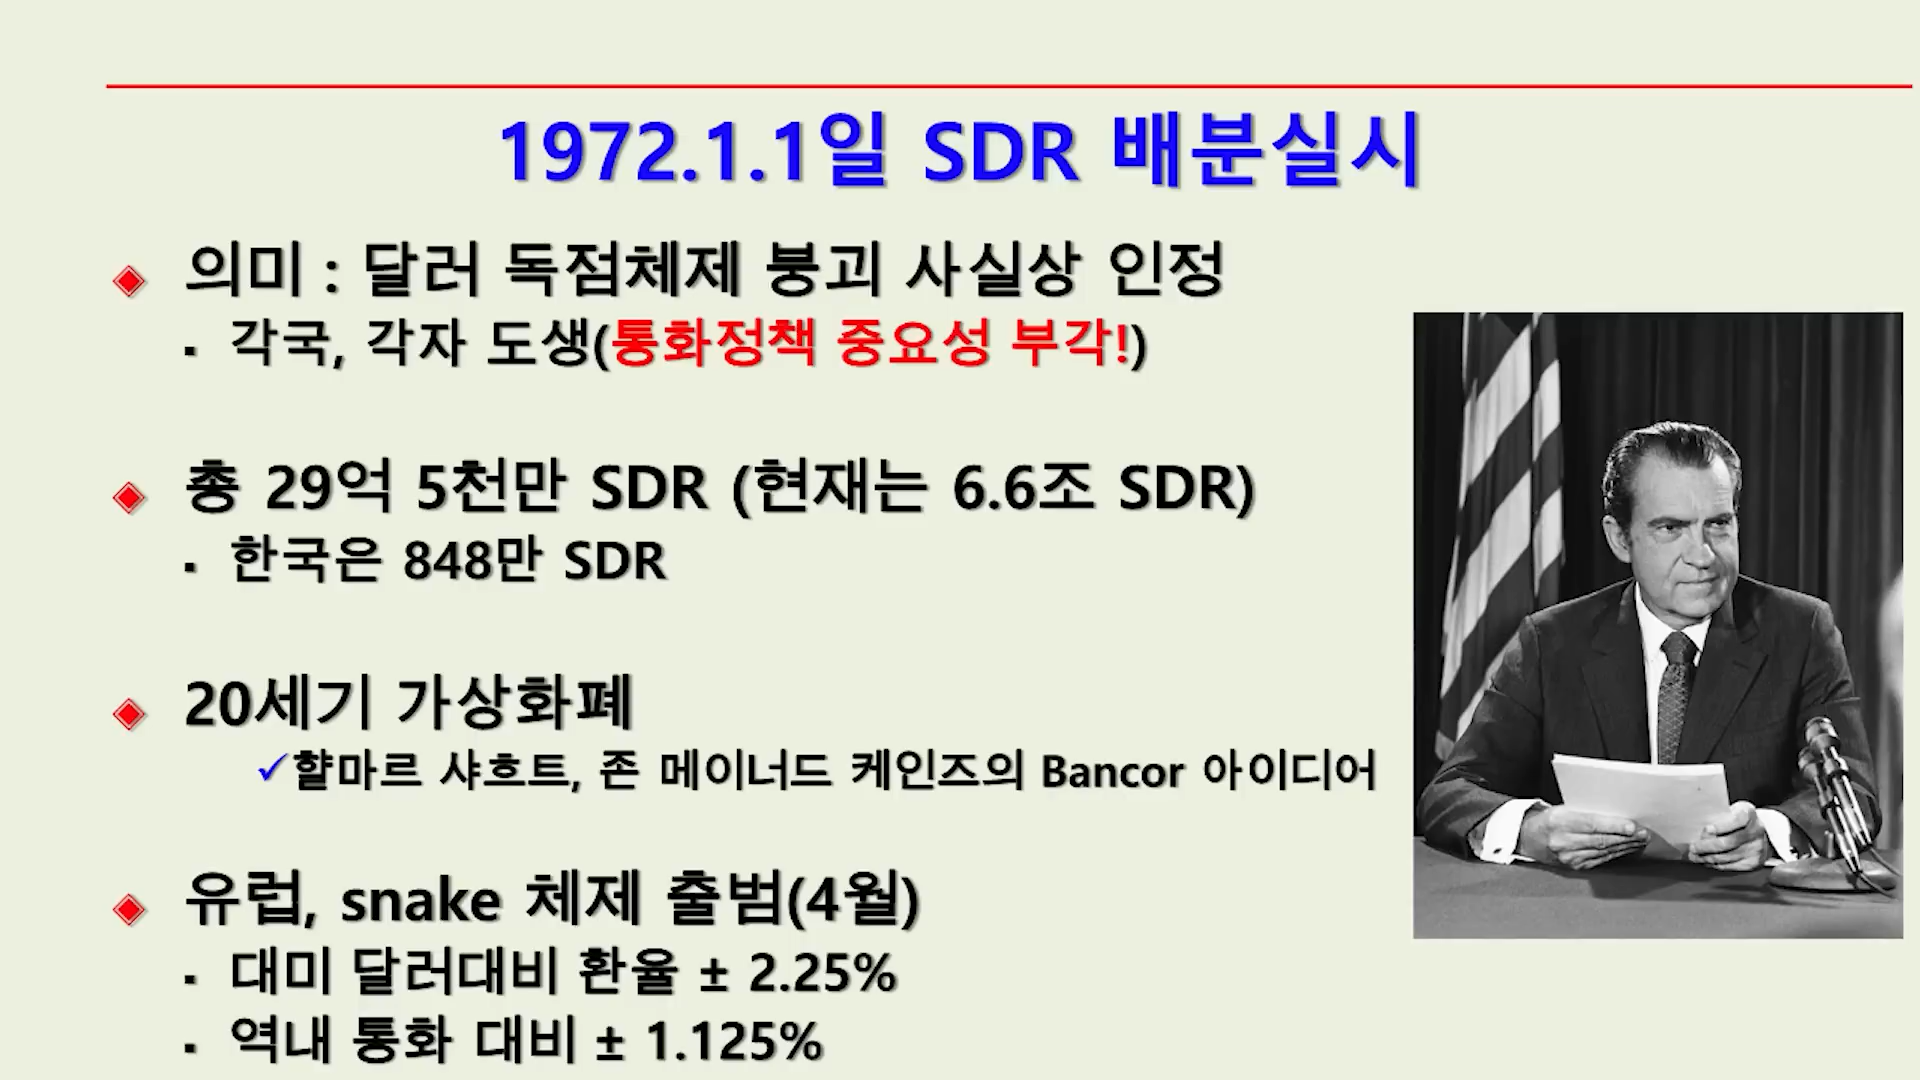 1972.1.1일 SDR 배분실시
의미 : 달러 독점체제 붕괴 사실상 인정
각국, 각자 도생(통화정책 중요성 부각!)
총 29억 5천만 SDR (현재는 6.6조 SDR)
한국은 848만 SDR
20세기 가상화폐
✓햘마르 샤흐트, 존 메이너드 케인즈의 Bancor 아이디어
유럽, snake 체제 출범(4월)
대미 달러대비 환율 ± 2.25%
역내 통화 대비 ± 1.125%